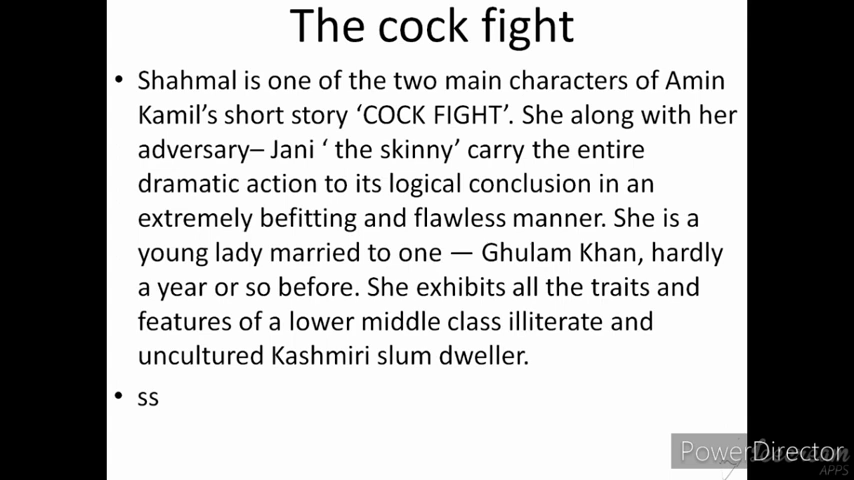 The cock fight
• Shahmal is one of the two main characters of Amin
Kamil's short story ‘COCK FIGHT’. She along with her
adversary– Jani ‘ the skinny’ carry the entire
dramatic action to its logical conclusion in an
extremely befitting and flawless manner. She is a
young lady married to one — Ghulam Khan, hardly
a year or so before. She exhibits all the traits and
features of a lower middle class illiterate and
uncultured Kashmiri slum dweller.
• ss
PowerDirector
APPS